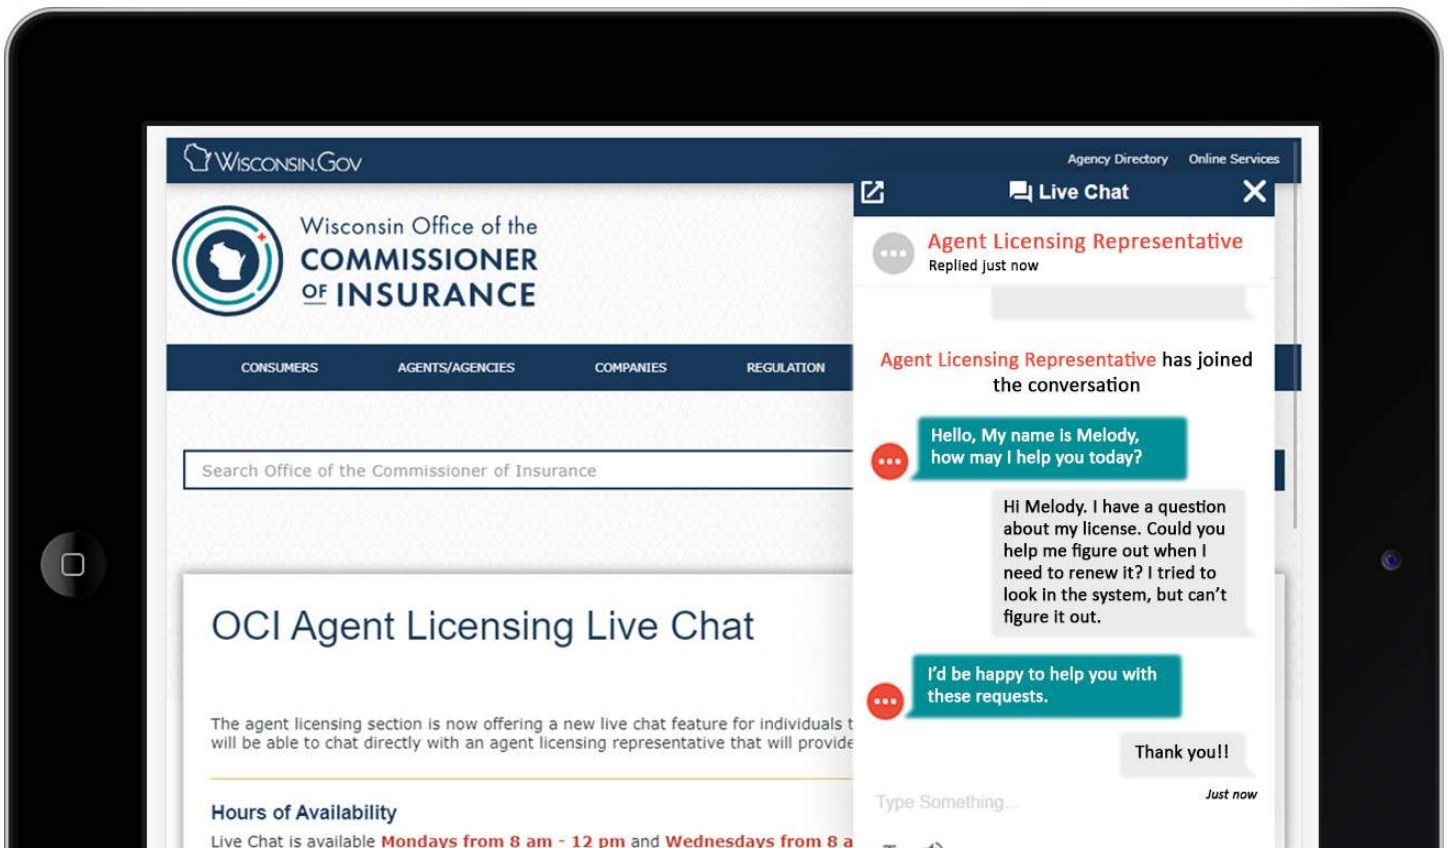 WISCONSIN.GOV
Agency Directory Online Services
Live Chat
Wisconsin Office of the
COMMISSIONER
OF INSURANCE
Agent Licensing Representative
Replied just now
CONSUMERS AGENTS/AGENCIES COMPANIES REGULATION
Agent Licensing Representative has joined
the conversation
Hello, My name is Melody,
how may I help you today?
Search Office of the Commissioner of Insurance
Hi Melody. I have a question
about my license. Could you
help me figure out when I
need to renew it? I tried to
look in the system, but can't
figure it out.
OCI Agent Licensing Live Chat
I'd be happy to help you with
these requests.
The agent licensing section is now offering a new live chat feature for individuals
will be able to chat directly with an agent licensing representative that will provide
Thank you!!
Just now
Type Something...
Hours of Availability
Live Chat is available Mondays from 8 am - 12 pm and Wednesdays from 8